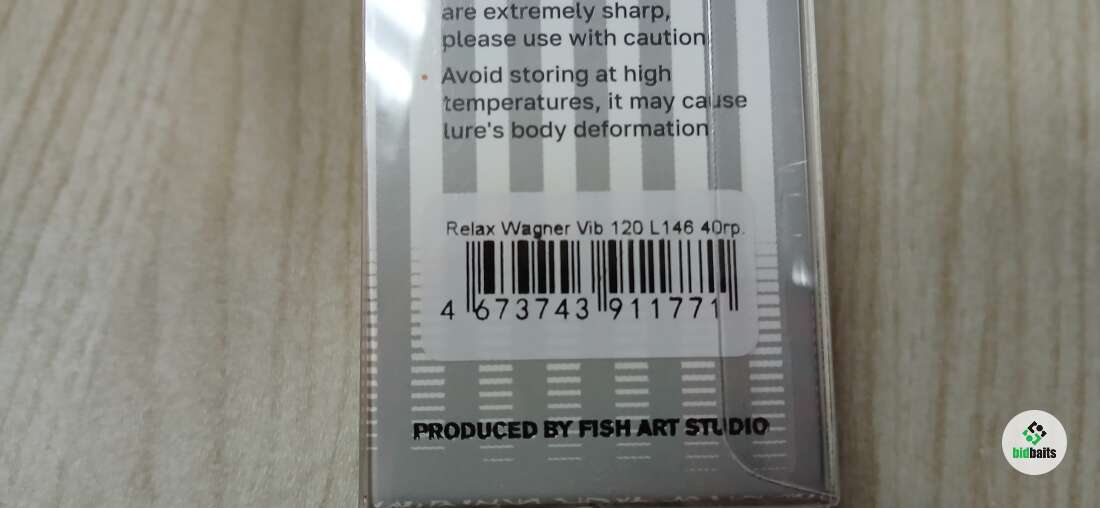 are extremely sharp,
please use with caution
• Avoid storing at high
temperatures, it may cause
lure's body deformation
Relax Wagner Vib 120 L146 40гр.
4 673743 911771
PRODUCED BY FISH ART STUDIO
bidbaits